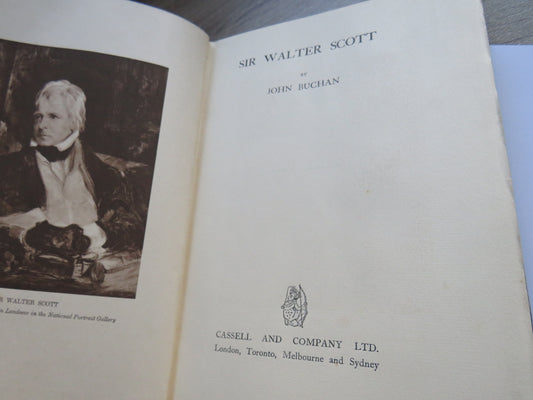 R WALTER SCOTT
Landseer in the National Portrait Gallery
SIR WALTER SCOTT
BY
JOHN BUCHAN
CASSELL AND COMPANY LTD.
London, Toronto, Melbourne and Sydney